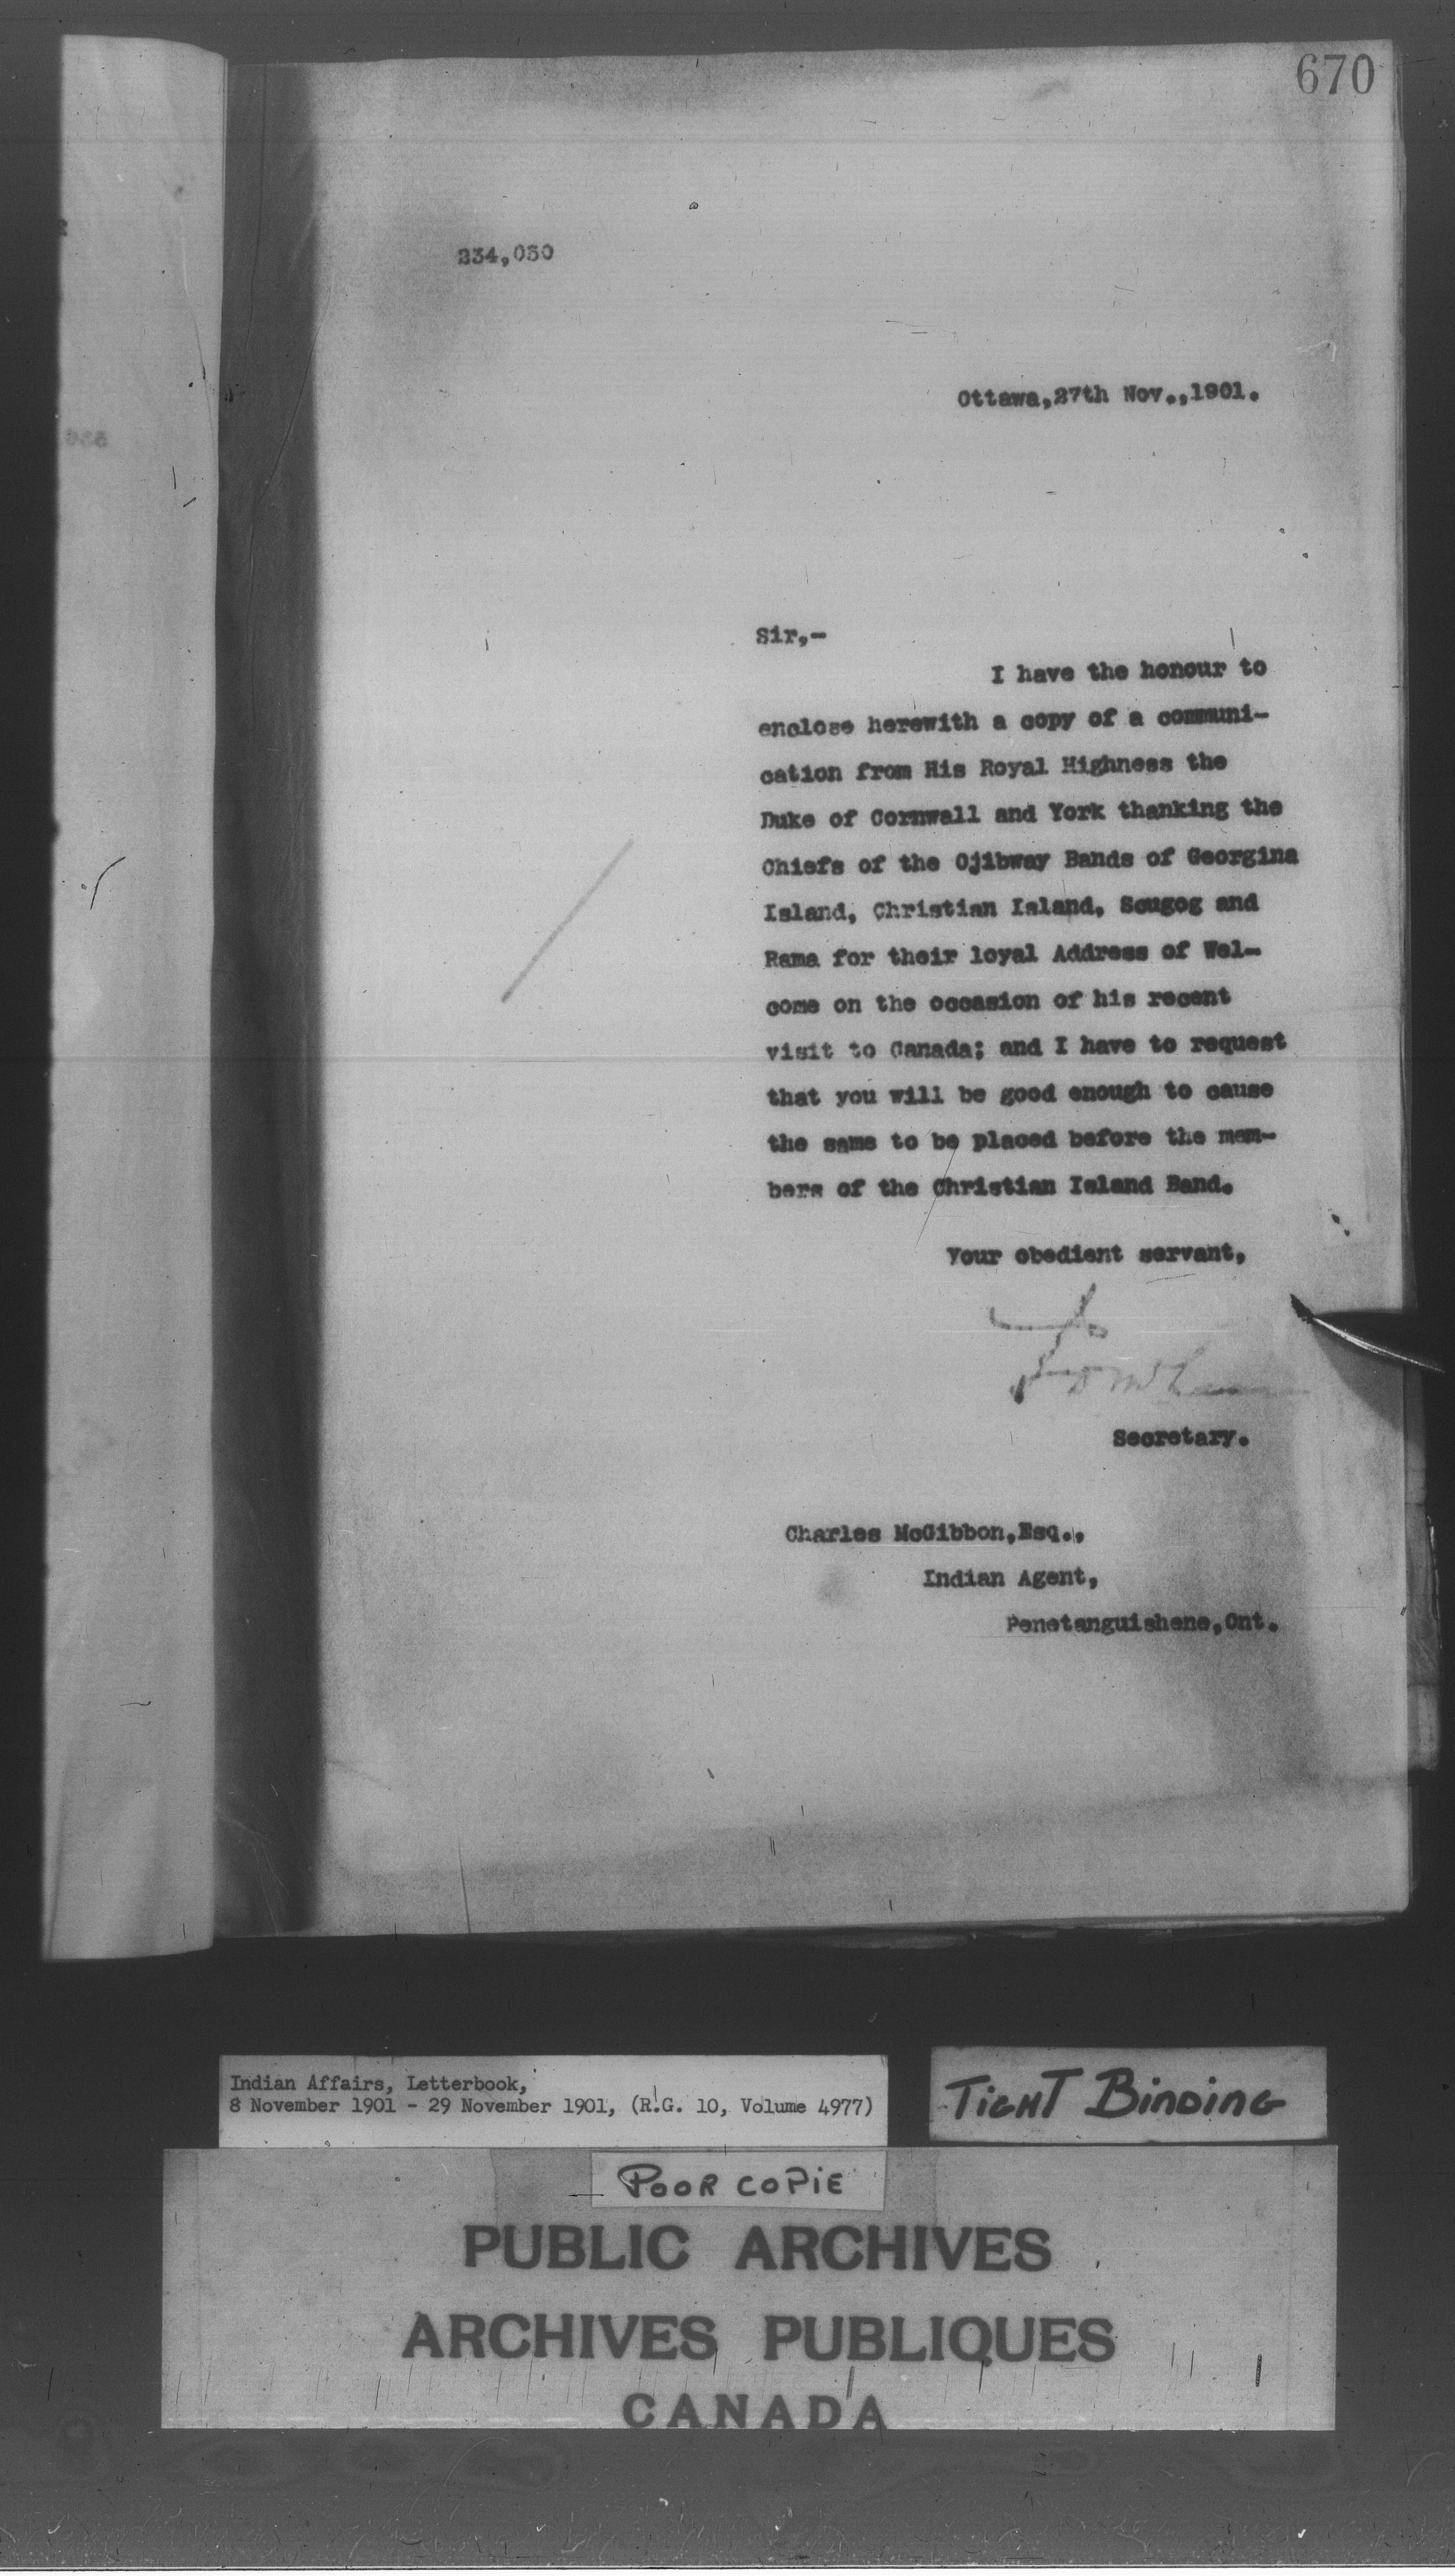 670
234,030
Ottawa,27th Nov.,1901.
Sir,-
I have the honour to
enclose herewith a copy of a communi-
cation from His Royal Highness the
Duke of Cornwall and York thanking the
Chiefs of the Ojibway Bands of Georgina
Island, Christian Island, Scugog and
Rama for their loyal Address of Wel-
come on the occasion of his recent
visit to Canada; and I have to request
that you will be good enough to cause
the same to be placed before the mem-
bers of the Christian Island Band.
Your obedient servant,
Secretary.
Charles McGibbon,Esq.,
Indian Agent,
Penetanguishene,Ont.
Indian Affairs, Letterbook,
8 November 1901 - 29 November 1901, (R.G. 10, Volume 4977)
TIGHT BINDING
POOR COPIE
PUBLIC ARCHIVES
ARCHIVES PUBLIQUES
CANADA